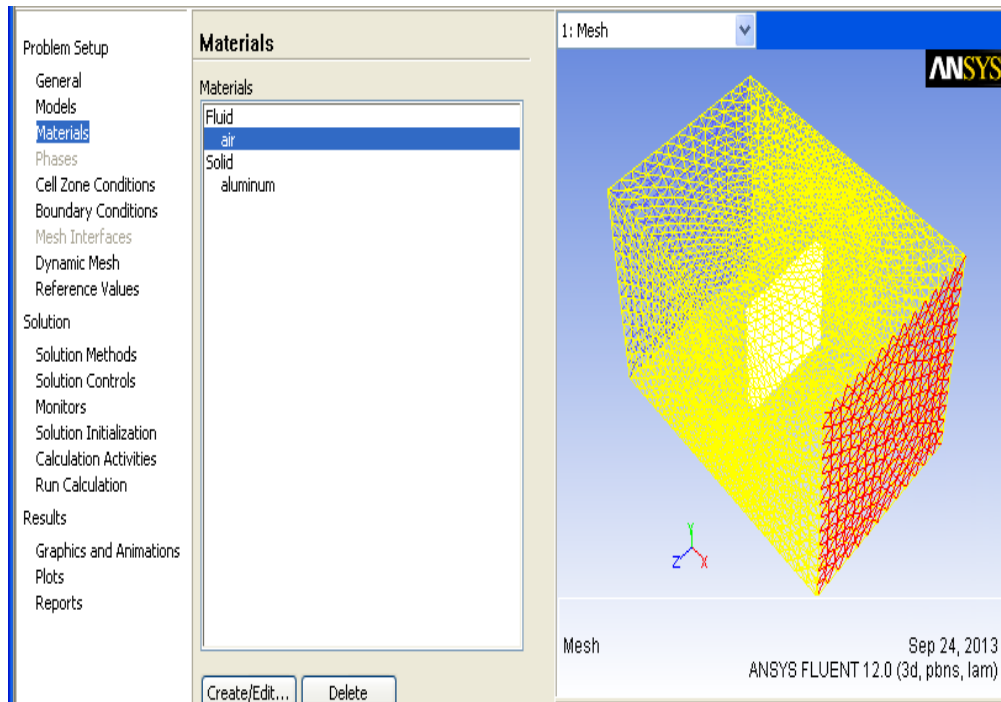 Problem Setup
General
Models
Materials
Phases
Cell Zone Conditions
Boundary Conditions
Mesh Interfaces
Dynamic Mesh
Reference Values
Solution
Solution Methods
Solution Controls
Monitors
Solution Initialization
Calculation Activities
Run Calculation
Results
Graphics and Animations
Plots
Reports
Materials
Materials
Fluid
air
Solid
aluminum
Create/Edit...
Delete
1: Mesh
ANSYS
Y
Z
X
Mesh
Sep 24, 2013
ANSYS FLUENT 12.0 (3d, pbns, lam)